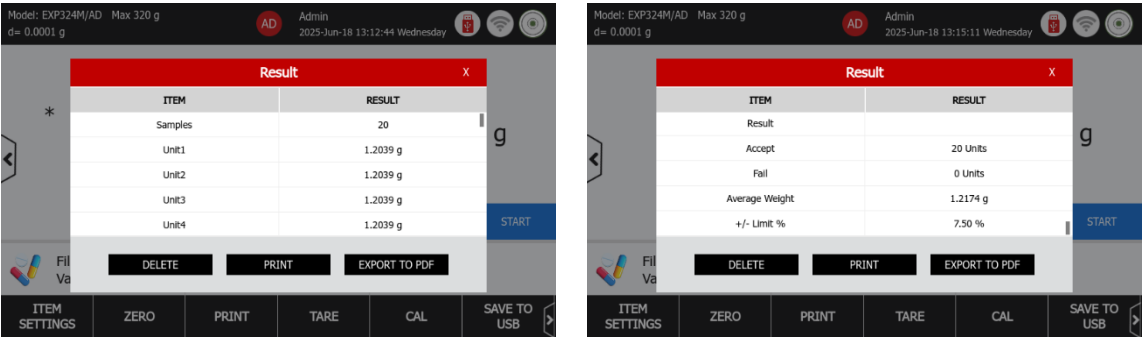 Model: EXP324M/AD Max 320 g
d= 0.0001 g
AD
Admin
2025-Jun-18 13:12:44 Wednesday
Result X
ITEM RESULT
Samples 20
Unit1 1.2039 g
Unit2 1.2039 g
Unit3 1.2039 g
Unit4 1.2039 g
* g
START
Fil
Va
DELETE PRINT EXPORT TO PDF
ITEM SETTINGS ZERO PRINT TARE CAL SAVE TO USB
Model: EXP324M/AD Max 320 g
d= 0.0001 g
AD
Admin
2025-Jun-18 13:15:11 Wednesday
Result X
ITEM RESULT
Result
Accept 20 Units
Fail 0 Units
Average Weight 1.2174 g
+/- Limit % 7.50 %
g
START
Fil
Va
DELETE PRINT EXPORT TO PDF
ITEM SETTINGS ZERO PRINT TARE CAL SAVE TO USB